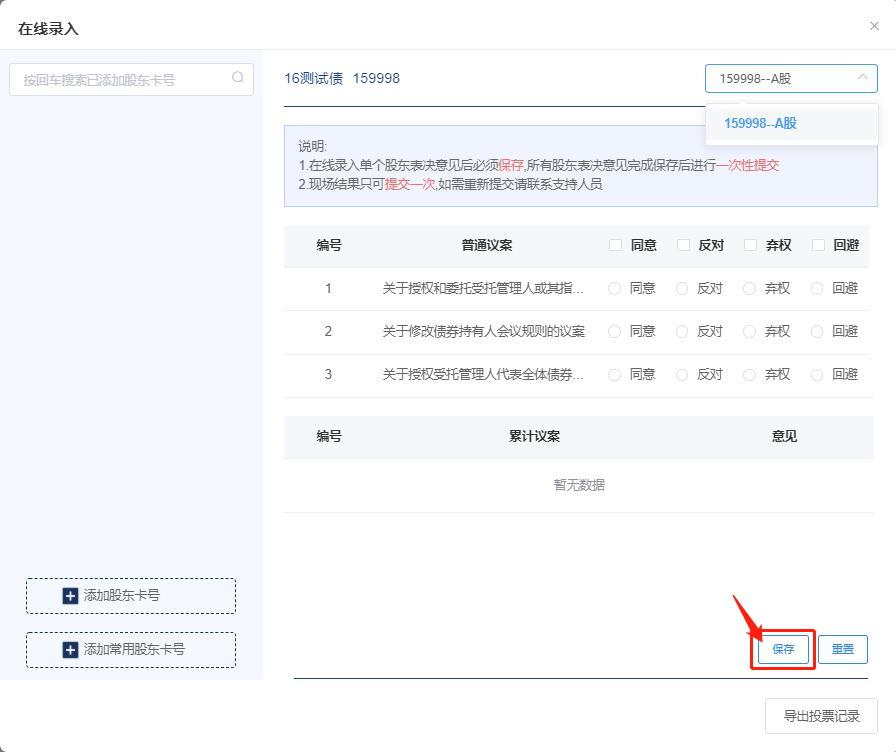 在线录入
按回车搜索已添加股东卡号
16测试债 159998
159998--A股
159998--A股
说明:
1.在线录入单个股东表决意见后必须保存,所有股东表决意见完成保存后进行一次性提交
2.现场结果只可提交一次,如需重新提交请联系支持人员
编号 普通议案 同意 反对 弃权 回避
1 关于授权和委托受托管理人或其指... 同意 反对 弃权 回避
2 关于修改债券持有人会议规则的议案 同意 反对 弃权 回避
3 关于授权受托管理人代表全体债券... 同意 反对 弃权 回避
编号 累计议案 意见
暂无数据
添加股东卡号
添加常用股东卡号
保存 重置
导出投票记录